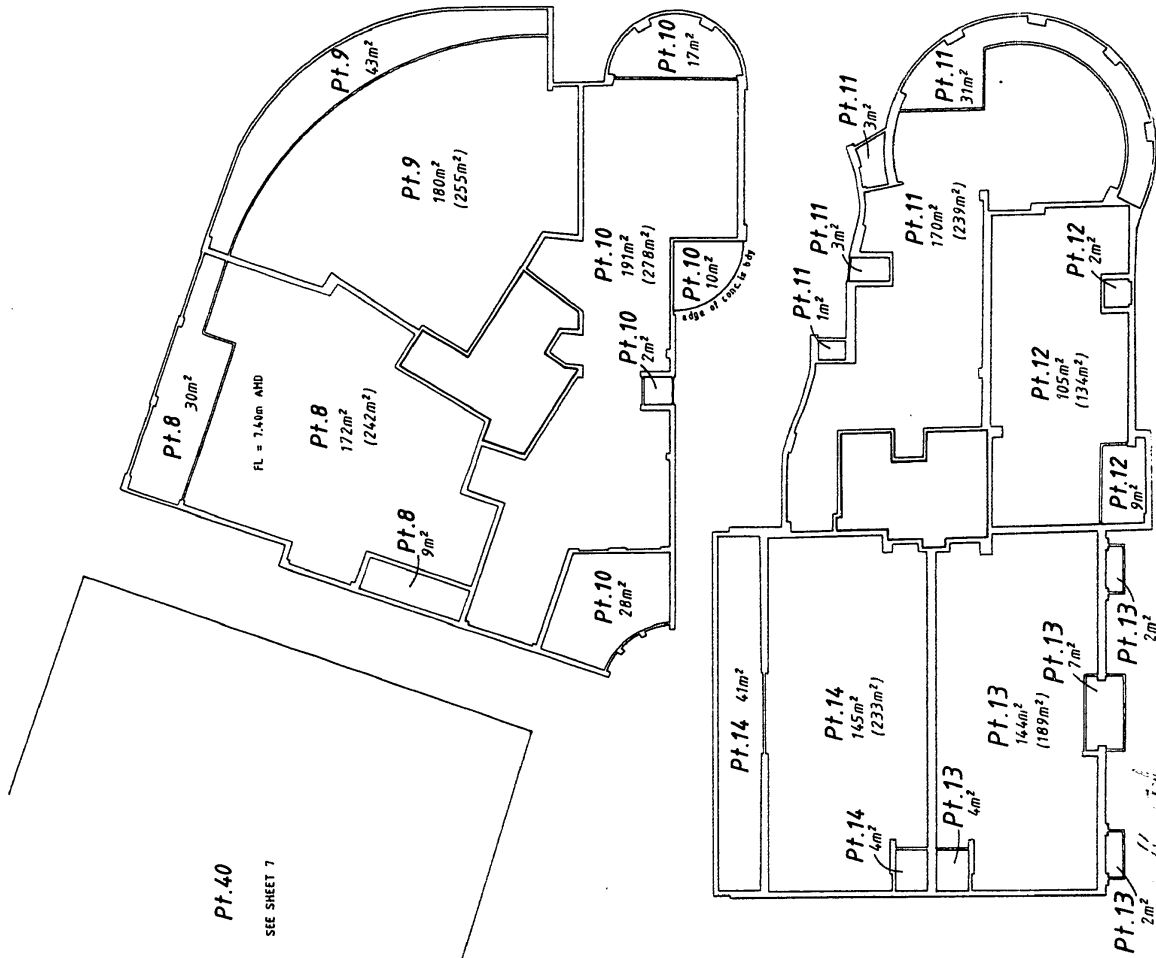 Pt.9
43m²
Pt.10
17m²
Pt.9
180m²
(255m²)
Pt.11
31m²
Pt.11
3m²
Pt.11
170m²
(239m²)
Pt.11
3m²
Pt.10
191m²
(278m²)
Pt.10
10m²
edge of conc. is bdy
Pt.12
2m²
Pt.11
1m²
Pt.10
2m²
Pt.8 30m²
FL = 7.40m AHD
Pt.8
172m²
(242m²)
Pt.12
105m²
(134m²)
Pt.12
9m²
Pt.8
9m²
Pt.10
28m²
Pt.13
2m²
Pt.13
7m²
Pt.14 41m²
Pt.14
145m²
(233m²)
Pt.13
144m²
(189m²)
Pt.13
4m²
Pt.14
4m²
Pt.13
2m²
Pt.40
SEE SHEET 7